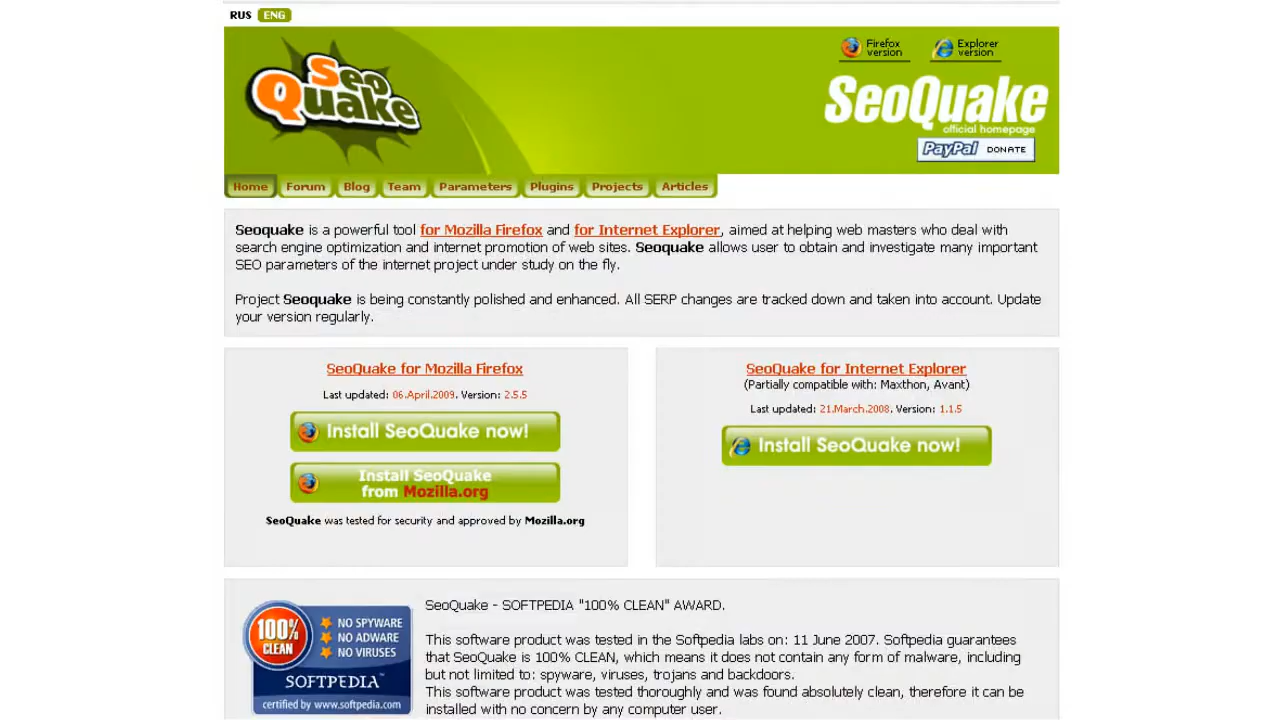 RUS ENG
Firefox version
Explorer version
Seo Quake
SeoQuake
official homepage
PayPal DONATE
Home Forum Blog Team Parameters Plugins Projects Articles
Seoquake is a powerful tool for Mozilla Firefox and for Internet Explorer, aimed at helping web masters who deal with
search engine optimization and internet promotion of web sites. Seoquake allows user to obtain and investigate many important
SEO parameters of the internet project under study on the fly.
Project Seoquake is being constantly polished and enhanced. All SERP changes are tracked down and taken into account. Update
your version regularly.
SeoQuake for Mozilla Firefox
Last updated: 06.April.2009. Version: 2.5.5
Install SeoQuake now!
Install SeoQuake
from Mozilla.org
SeoQuake was tested for security and approved by Mozilla.org
SeoQuake for Internet Explorer
(Partially compatible with: Maxthon, Avant)
Last updated: 21.March.2008. Version: 1.1.5
Install SeoQuake now!
100% CLEAN
NO SPYWARE
NO ADWARE
NO VIRUSES
SOFTPEDIA™
certified by www.softpedia.com
SeoQuake - SOFTPEDIA "100% CLEAN" AWARD.
This software product was tested in the Softpedia labs on: 11 June 2007. Softpedia guarantees
that SeoQuake is 100% CLEAN, which means it does not contain any form of malware, including
but not limited to: spyware, viruses, trojans and backdoors.
This software product was tested thoroughly and was found absolutely clean, therefore it can be
installed with no concern by any computer user.